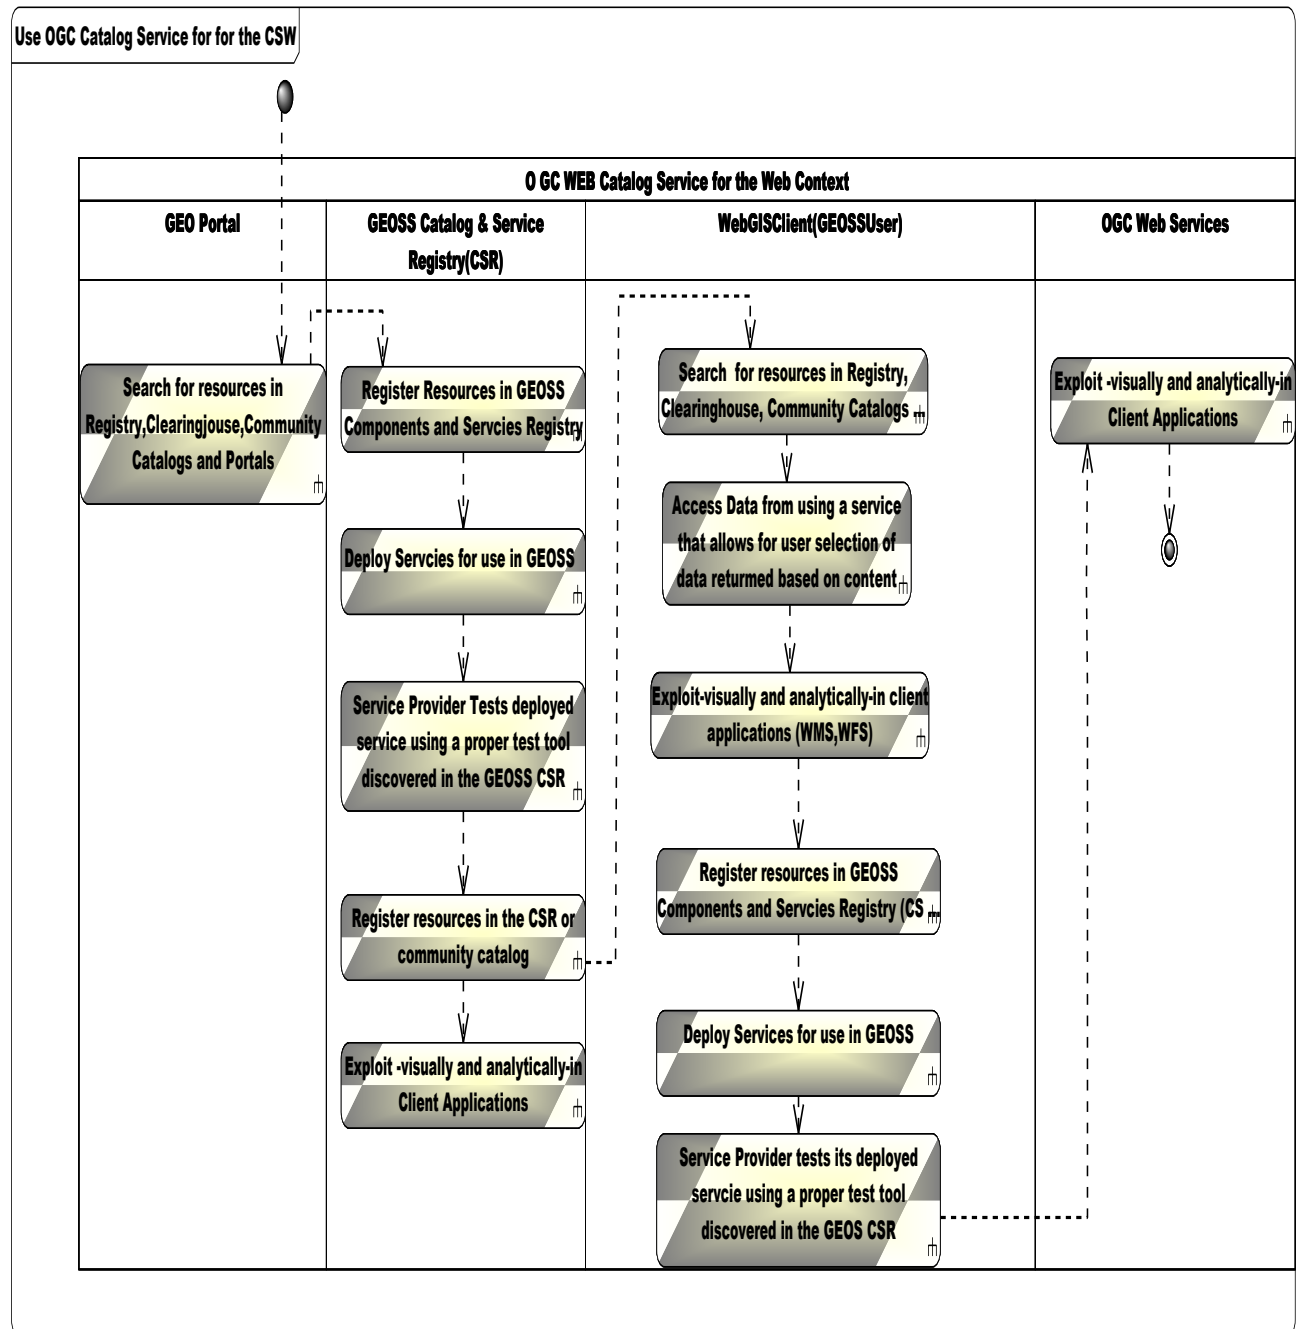 Use OGC Catalog Service for for the CSW
O GC WEB Catalog Service for the Web Context
GEO Portal
GEOSS Catalog & Service
Registry(CSR)
WebGISClient(GEOSSUser)
OGC Web Services
Search for resources in
Registry,Clearingjouse,Community
Catalogs and Portals
Register Resources in GEOSS
Components and Servcies Registry
Deploy Servcies for use in GEOSS
Service Provider Tests deployed
service using a proper test tool
discovered in the GEOSS CSR
Register resources in the CSR or
community catalog
Exploit -visually and analytically-in
Client Applications
Search for resources in Registry,
Clearinghouse, Community Catalogs ...
Access Data from using a service
that allows for user selection of
data returmed based on content
Exploit-visually and analytically-in client
applications (WMS,WFS)
Register resources in GEOSS
Components and Servcies Registry (CS ...
Deploy Services for use in GEOSS
Service Provider tests its deployed
servcie using a proper test tool
discovered in the GEOS CSR
Exploit -visually and analytically-in
Client Applications